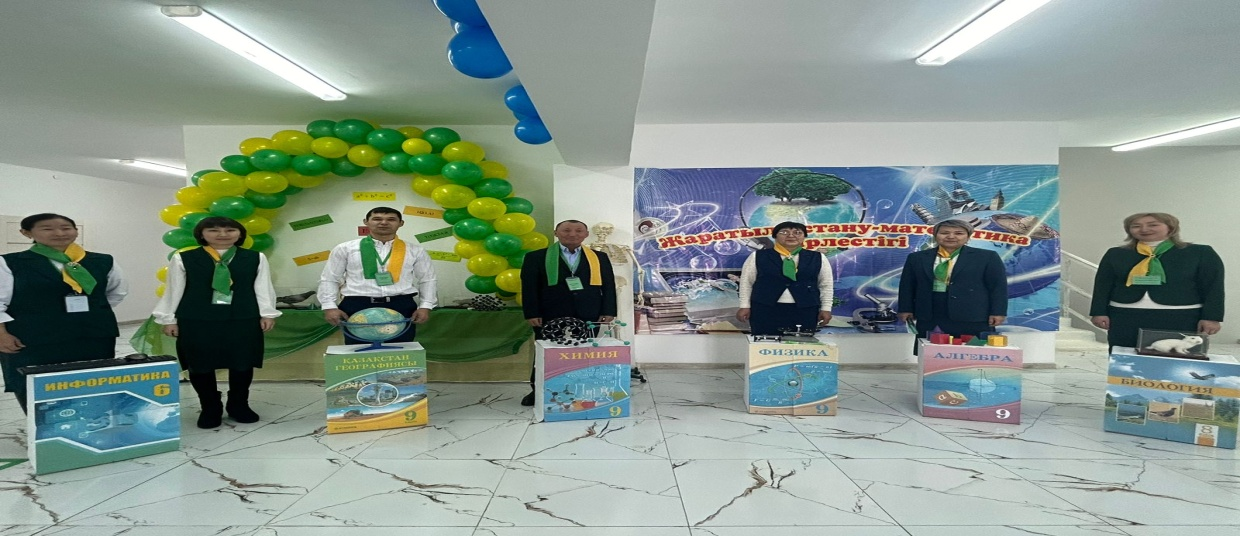 Жаратылыстану-математика
бірлестігі
ИНФОРМАТИКА
6
ҚАЗАҚСТАН
ГЕОГРАФИЯСЫ
9
ХИМИЯ
9
ФИЗИКА
9
АЛГЕБРА
9
БИОЛОГИЯ
8